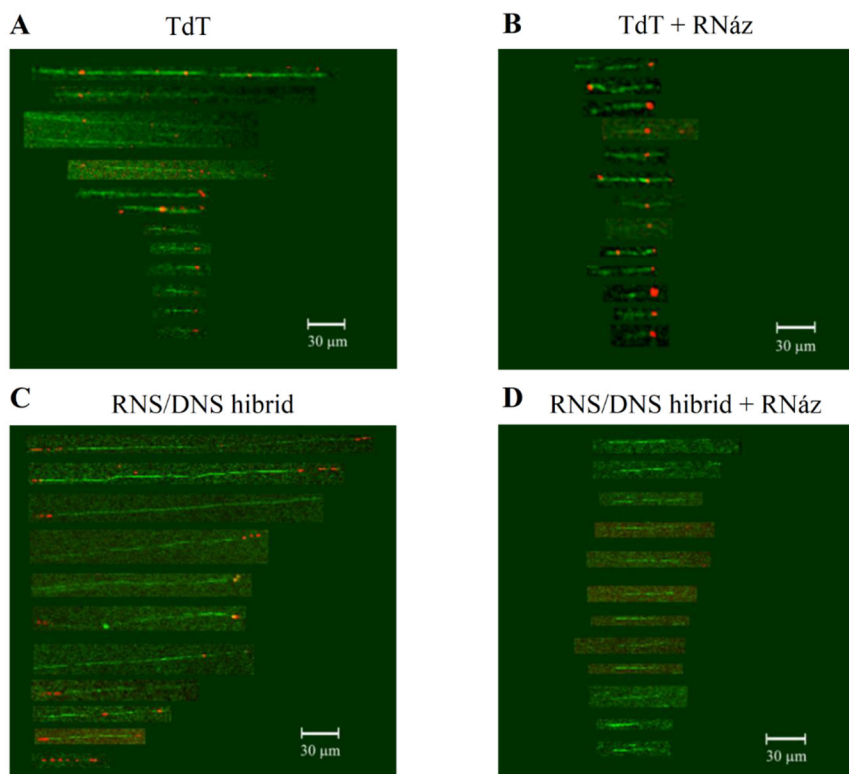 A TdT
B TdT + RNáz
30 µm
30 µm
C RNS/DNS hibrid
D RNS/DNS hibrid + RNáz
30 µm
30 µm